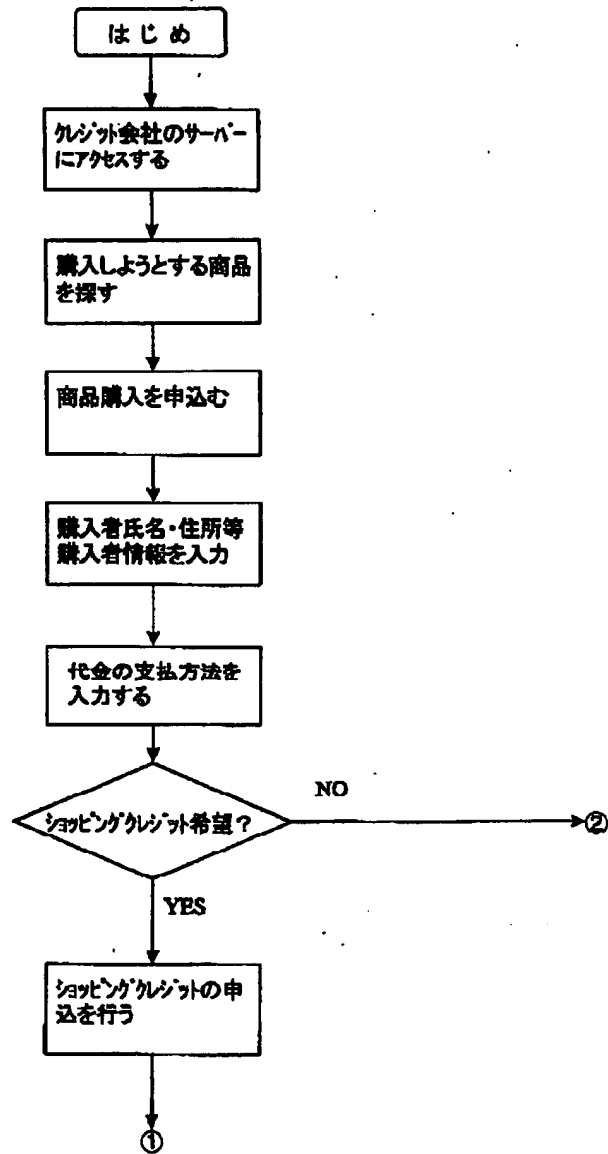 はじめ
クレジット会社のサーバー
にアクセスする
購入しようとする商品
を探す
商品購入を申込む
購入者氏名・住所等
購入者情報を入力
代金の支払方法を
入力する
ショッピングクレジット希望?
NO
②
YES
ショッピングクレジットの申
込を行う
①